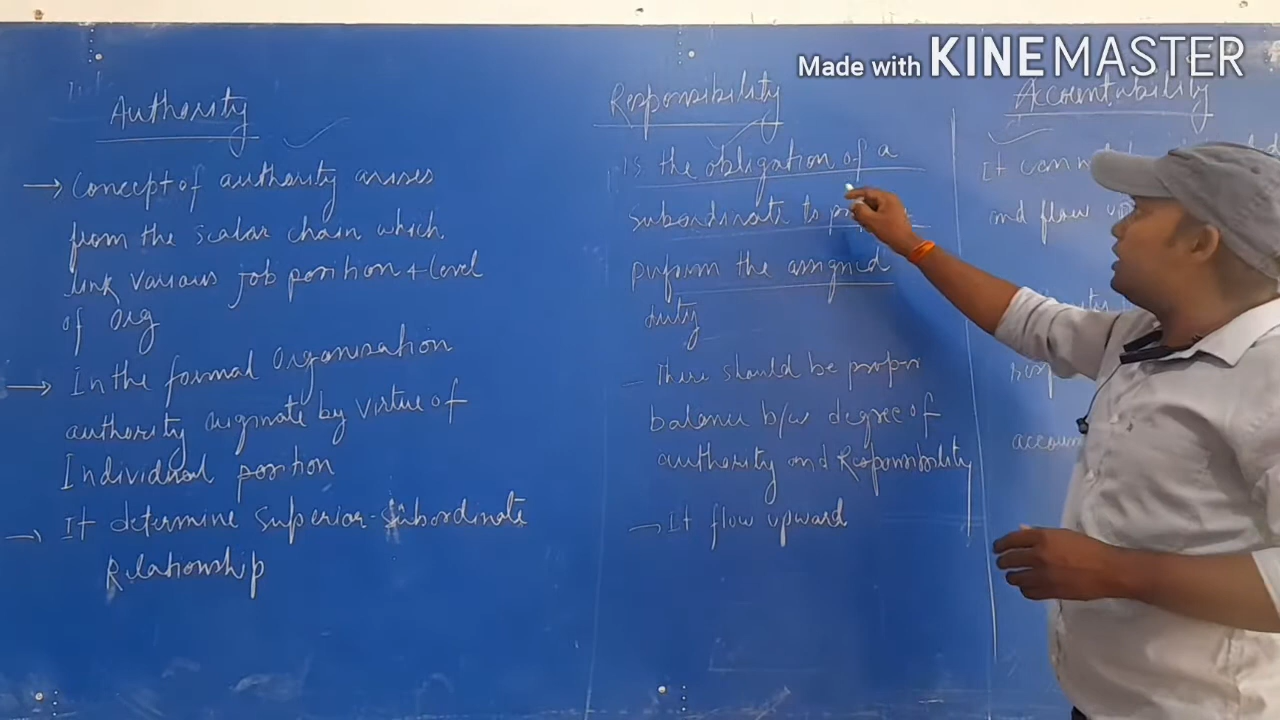 Made with KINEMASTER
Authority
→ Concept of authority arises
from the scalar chain which
link various job position & level
of org
→ In the formal organisation
authority originate by virtue of
Individual position
→ It determine superior-subordinate
Relationship
Responsibility
is the obligation of a
subordinate to
perform the assigned
duty
- There should be proper
balance b/w degree of
authority and Responsibility
→ It flow upward
Accountability
It can not be
and flow